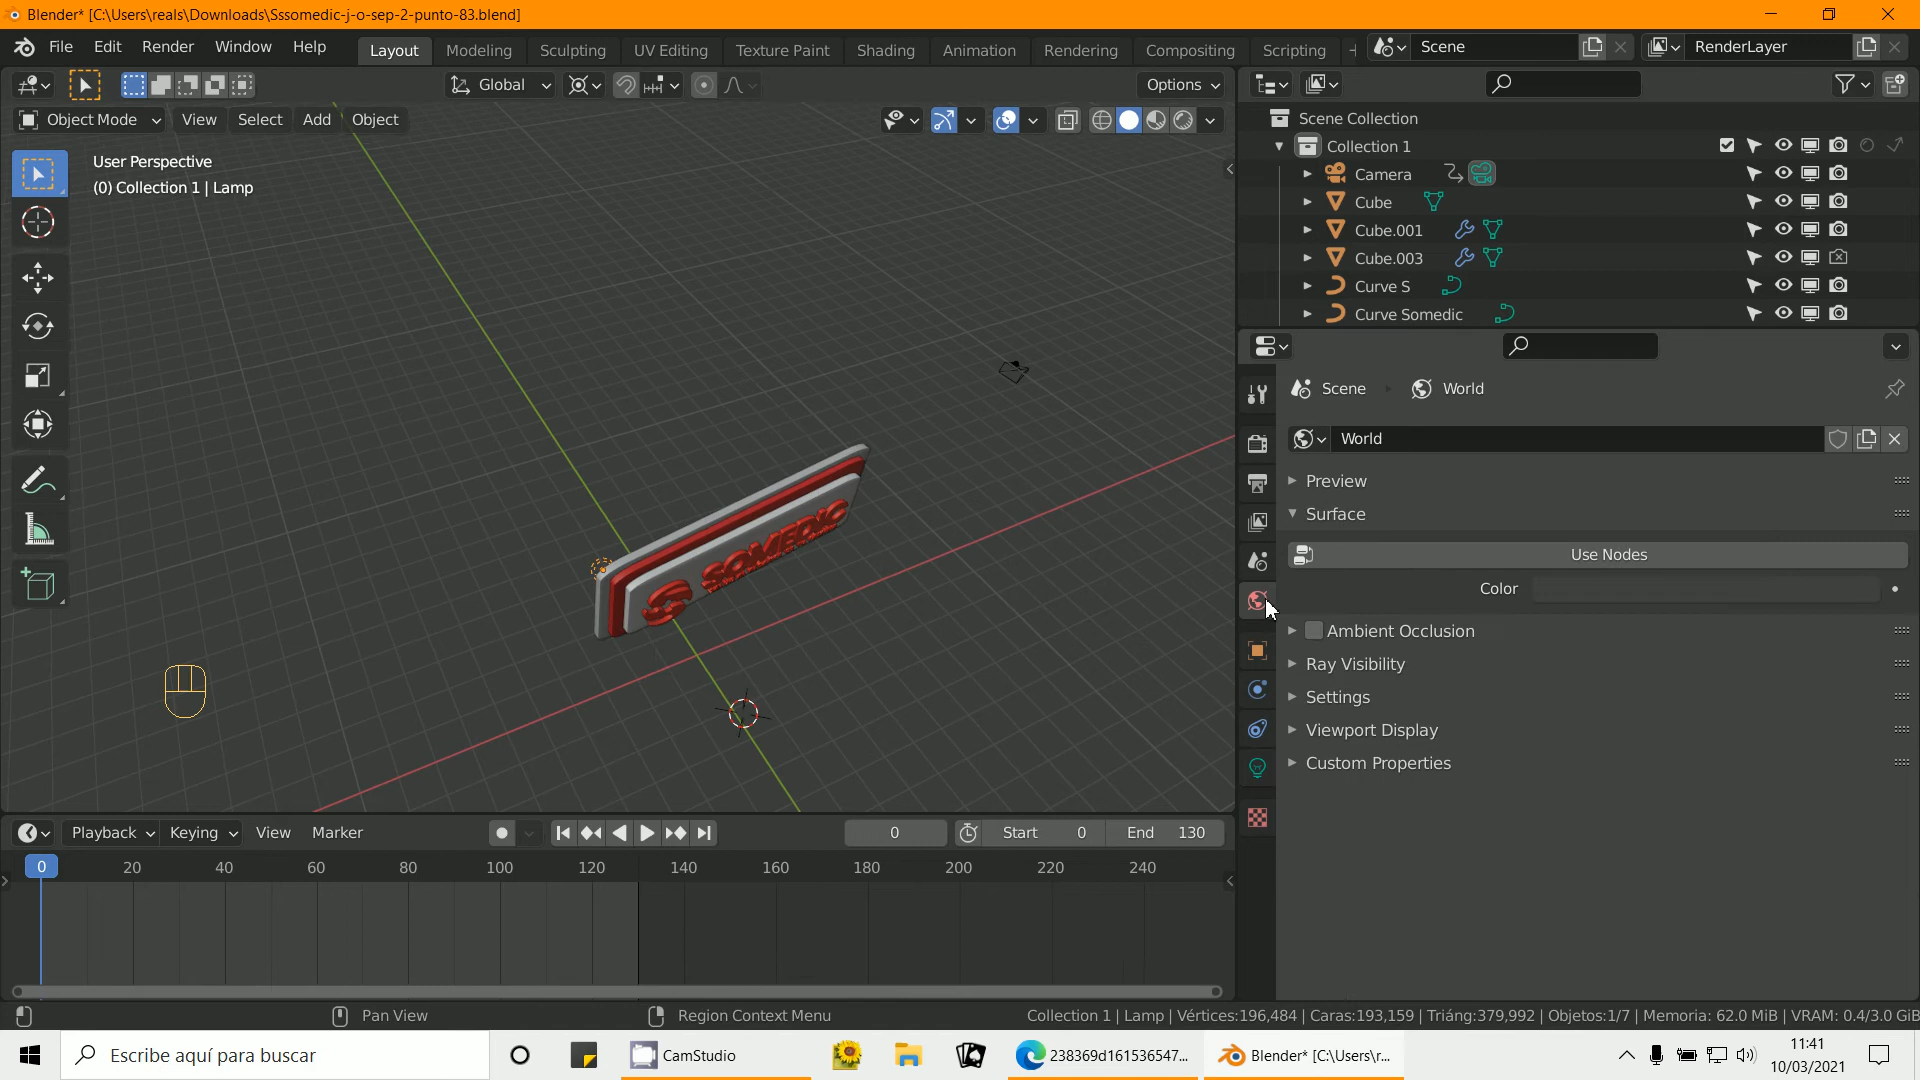 Blender* [C:\Users\reals\Downloads\Sssomedic-j-o-sep-2-punto-83.blend]
File Edit Render Window Help Layout Modeling Sculpting UV Editing Texture Paint Shading Animation Rendering Compositing Scripting Scene RenderLayer
Global Options
Object Mode View Select Add Object
User Perspective
(0) Collection 1 | Lamp
SOMEDIC
Scene Collection
Collection 1
Camera
Cube
Cube.001
Cube.003
Curve S
Curve Somedic
Scene World
World
Preview
Surface
Use Nodes
Color
Ambient Occlusion
Ray Visibility
Settings
Viewport Display
Custom Properties
Playback Keying View Marker 0 Start 0 End 130
0 20 40 60 80 100 120 140 160 180 200 220 240
Pan View Region Context Menu Collection 1 | Lamp | Vértices:196,484 | Caras:193,159 | Triáng:379,992 | Objetos:1/7 | Memoria: 62.0 MiB | VRAM: 0.4/3.0 GiB
Escribe aquí para buscar CamStudio 238369d161536547... Blender* [C:\Users\r... 11:41
10/03/2021